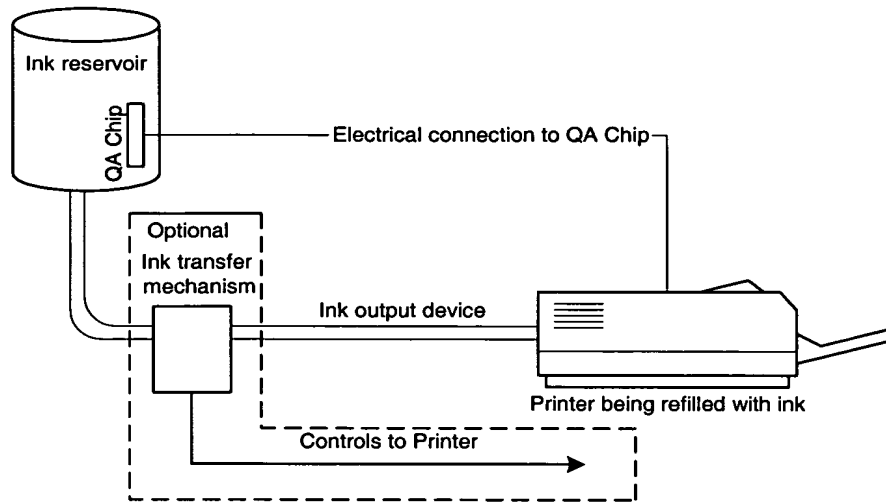 Ink reservoir
QA Chip
Electrical connection to QA Chip
Optional
Ink transfer
mechanism
Ink output device
Printer being refilled with ink
Controls to Printer